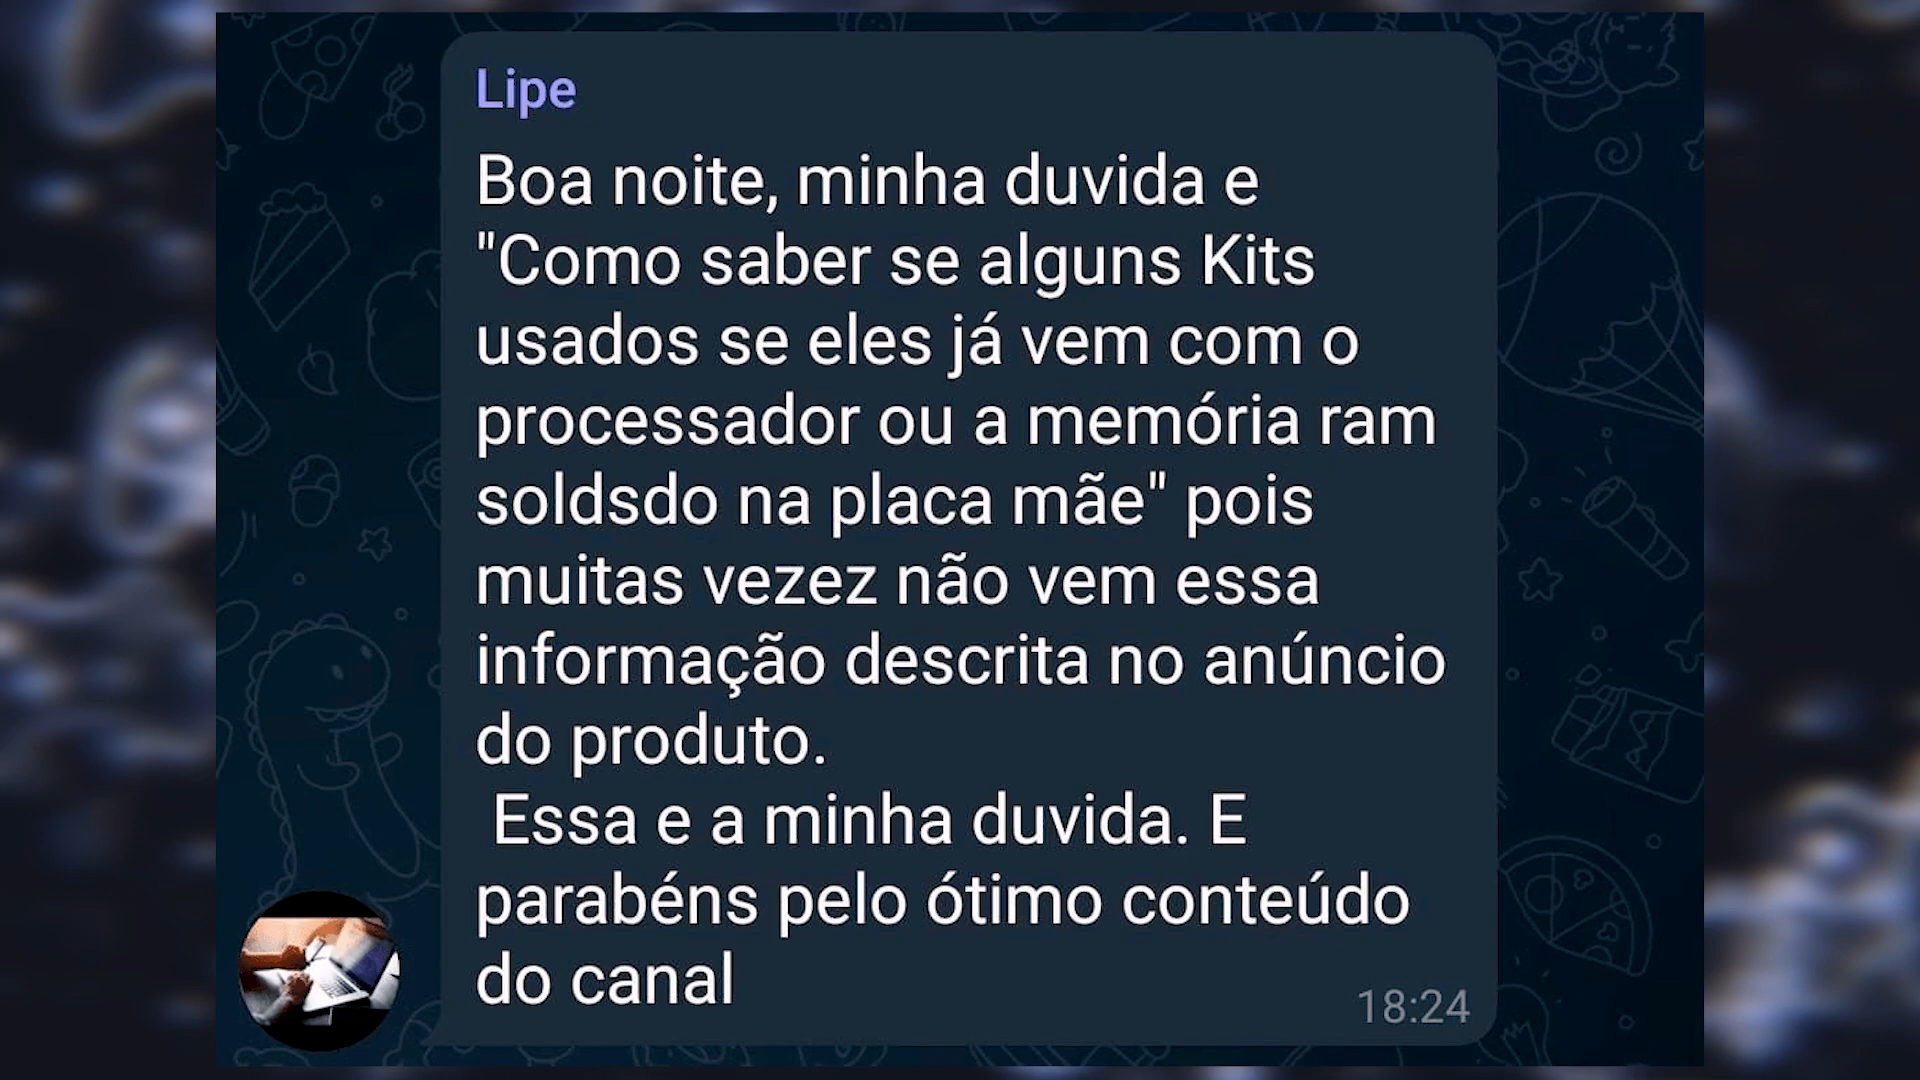 Lipe
Boa noite, minha duvida e
"Como saber se alguns Kits
usados se eles já vem com o
processador ou a memória ram
soldsdo na placa mãe" pois
muitas vezez não vem essa
informação descrita no anúncio
do produto.
Essa e a minha duvida. E
parabéns pelo ótimo conteúdo
do canal
18:24